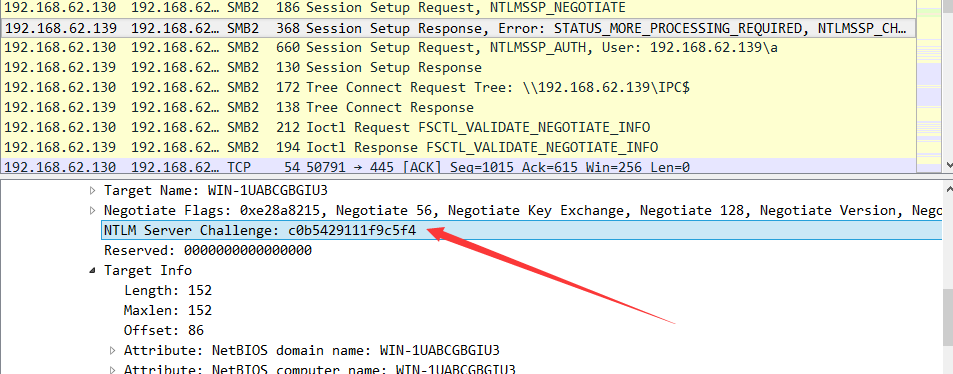 192.168.62.130 192.168.62… SMB2 186 Session Setup Request, NTLMSSP_NEGOTIATE
192.168.62.139 192.168.62… SMB2 368 Session Setup Response, Error: STATUS_MORE_PROCESSING_REQUIRED, NTLMSSP_CH…
192.168.62.130 192.168.62… SMB2 660 Session Setup Request, NTLMSSP_AUTH, User: 192.168.62.139\a
192.168.62.139 192.168.62… SMB2 130 Session Setup Response
192.168.62.130 192.168.62… SMB2 172 Tree Connect Request Tree: \\192.168.62.139\IPC$
192.168.62.139 192.168.62… SMB2 138 Tree Connect Response
192.168.62.130 192.168.62… SMB2 212 Ioctl Request FSCTL_VALIDATE_NEGOTIATE_INFO
192.168.62.139 192.168.62… SMB2 194 Ioctl Response FSCTL_VALIDATE_NEGOTIATE_INFO
192.168.62.130 192.168.62… TCP 54 50791 → 445 [ACK] Seq=1015 Ack=615 Win=256 Len=0
Target Name: WIN-1UABCGBGIU3
Negotiate Flags: 0xe28a8215, Negotiate 56, Negotiate Key Exchange, Negotiate 128, Negotiate Version, Nego
NTLM Server Challenge: c0b5429111f9c5f4
Reserved: 0000000000000000
Target Info
Length: 152
Maxlen: 152
Offset: 86
Attribute: NetBIOS domain name: WIN-1UABCGBGIU3
Attribute: NetBIOS computer name: WIN-1UABCGBGIU3